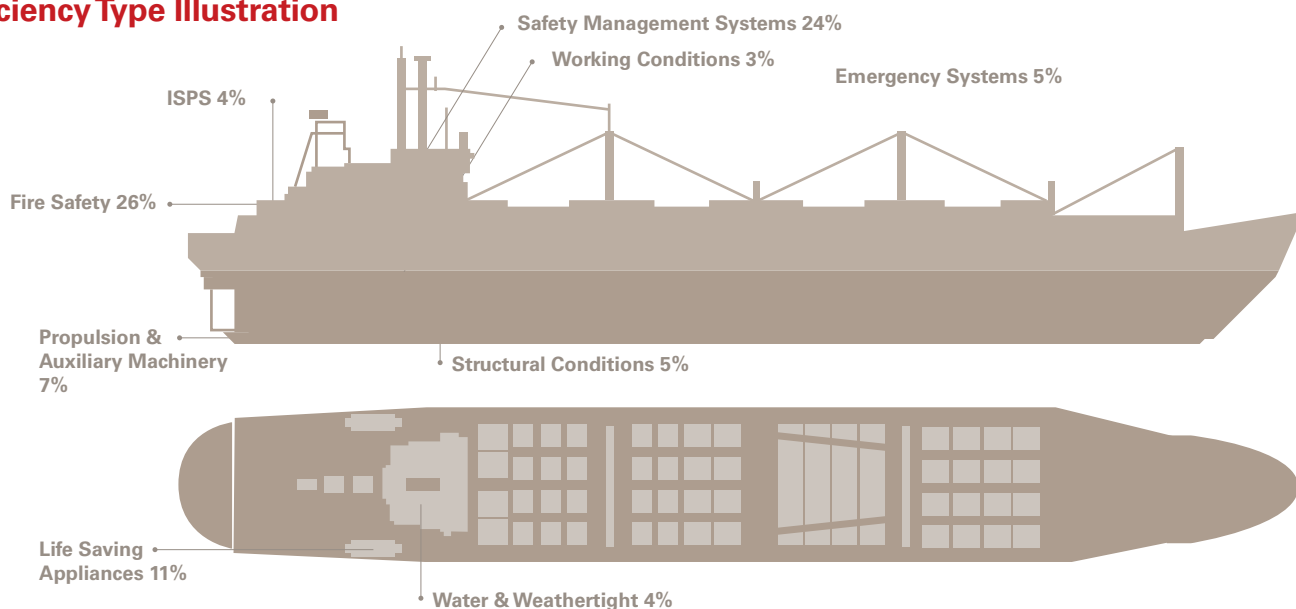 ciency Type Illustration
Safety Management Systems 24%
Working Conditions 3%
Emergency Systems 5%
ISPS 4%
Fire Safety 26%
Propulsion &
Auxiliary Machinery
7%
Structural Conditions 5%
Life Saving
Appliances 11%
Water & Weathertight 4%